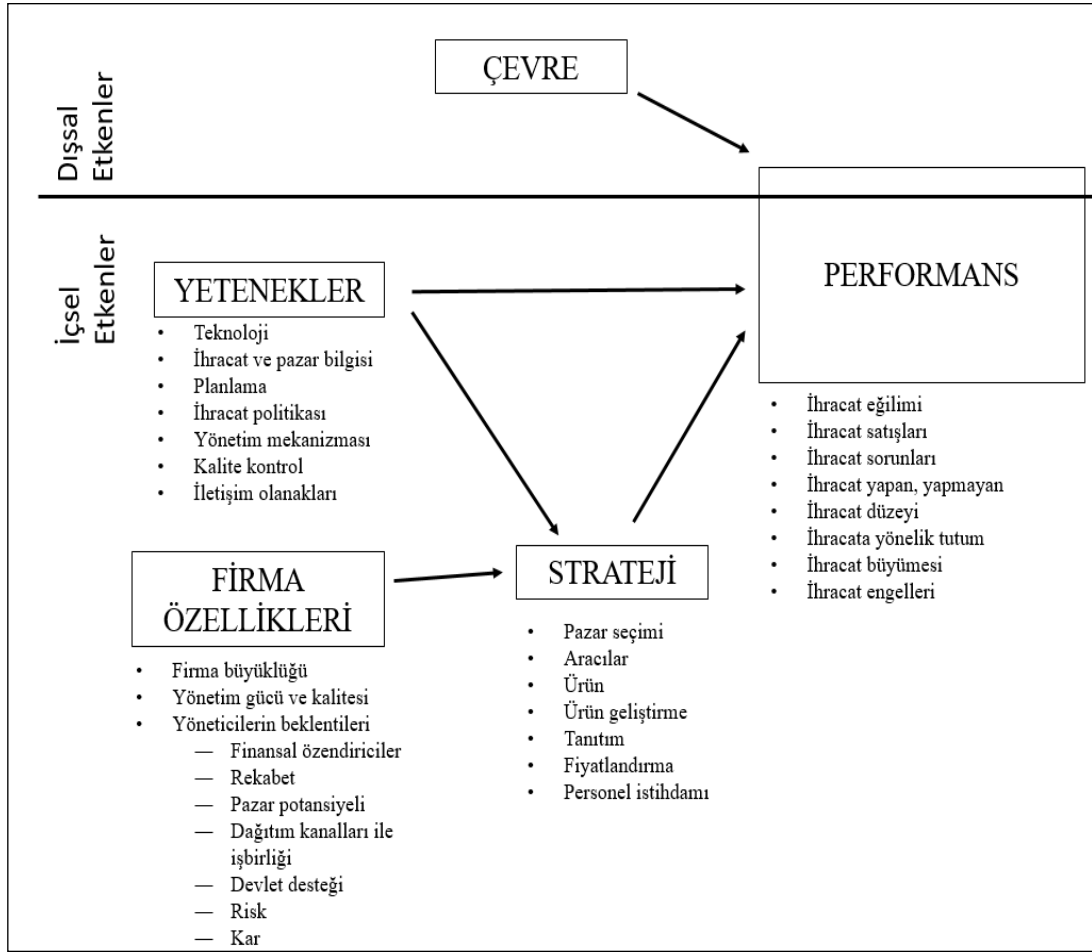 ÇEVRE
Dışsal
Etkenler
İçsel
Etkenler
YETENEKLER
• Teknoloji
• İhracat ve pazar bilgisi
• Planlama
• İhracat politikası
• Yönetim mekanizması
• Kalite kontrol
• İletişim olanakları
PERFORMANS
• İhracat eğilimi
• İhracat satışları
• İhracat sorunları
• İhracat yapan, yapmayan
• İhracat düzeyi
• İhracata yönelik tutum
• İhracat büyümesi
• İhracat engelleri
FİRMA
ÖZELLİKLERİ
• Firma büyüklüğü
• Yönetim gücü ve kalitesi
• Yöneticilerin beklentileri
— Finansal özendiriciler
— Rekabet
— Pazar potansiyeli
— Dağıtım kanalları ile
işbirliği
— Devlet desteği
— Risk
— Kar
STRATEJİ
• Pazar seçimi
• Aracılar
• Ürün
• Ürün geliştirme
• Tanıtım
• Fiyatlandırma
• Personel istihdamı